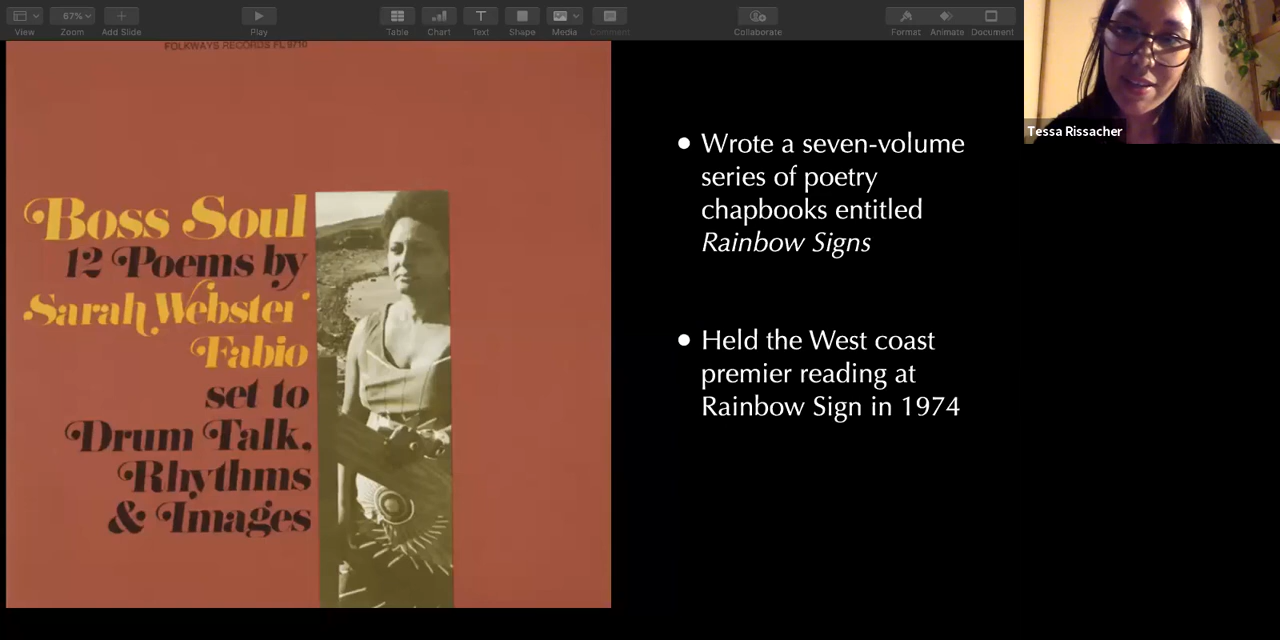 67%
View
Zoom
Add Slide
Play
Table
Chart
Text
Shape
Media
Comment
Collaborate
Format
Animate
Document
FOLKWAYS RECORDS FL 9710
Boss Soul
12 Poems by
Sarah Webster
Fabio
set to
Drum Talk,
Rhythms
& Images
• Wrote a seven-volume
series of poetry
chapbooks entitled
Rainbow Signs
• Held the West coast
premier reading at
Rainbow Sign in 1974
Tessa Rissacher